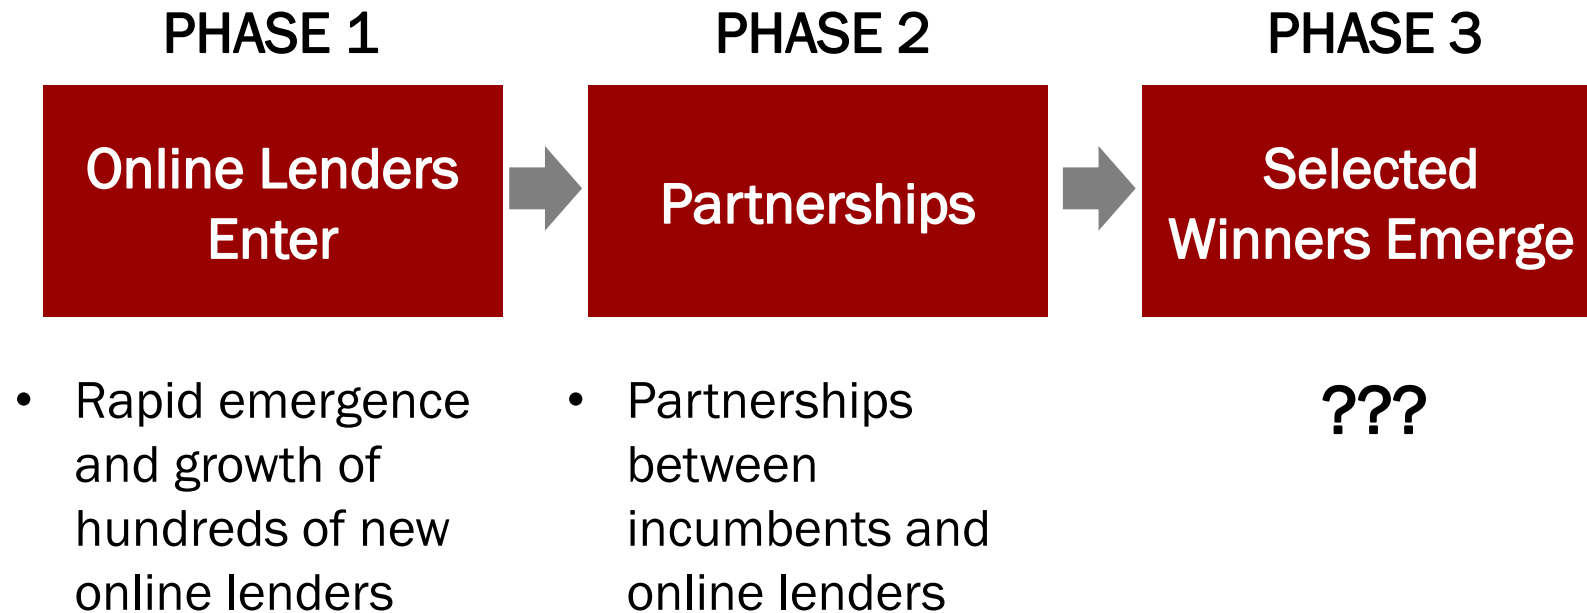 PHASE 1
Online Lenders
Enter
• Rapid emergence
and growth of
hundreds of new
online lenders
PHASE 2
Partnerships
• Partnerships
between
incumbents and
online lenders
PHASE 3
Selected
Winners Emerge
???